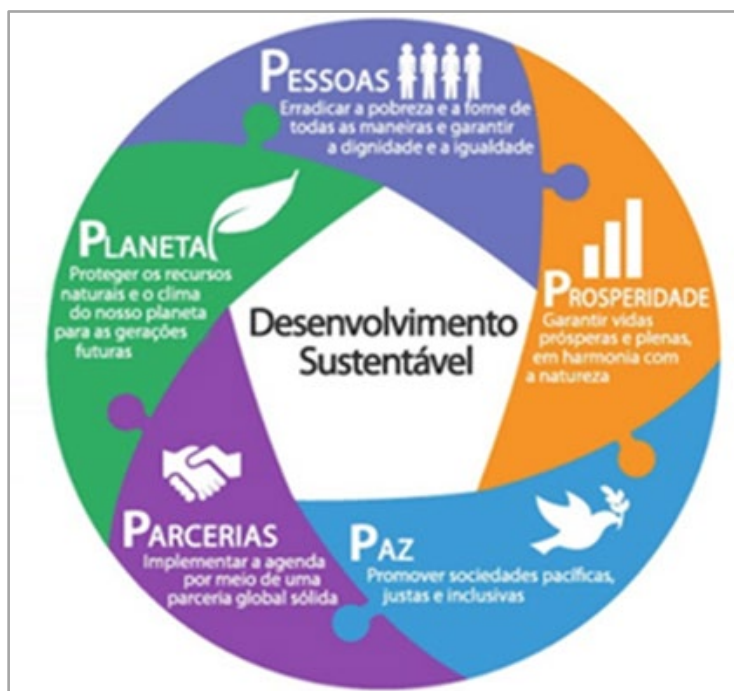 PESSOAS
Erradicar a pobreza e a fome de
todas as maneiras e garantir
a dignidade e a igualdade
PLANETA
Proteger os recursos
naturais e o clima
do nosso planeta
para as gerações
futuras
PROSPERIDADE
Garantir vidas
prósperas e plenas,
em harmonia com
a natureza
Desenvolvimento
Sustentável
PARCERIAS
Implementar a agenda
por meio de uma
parceria global sólida
PAZ
Promover sociedades pacíficas,
justas e inclusivas